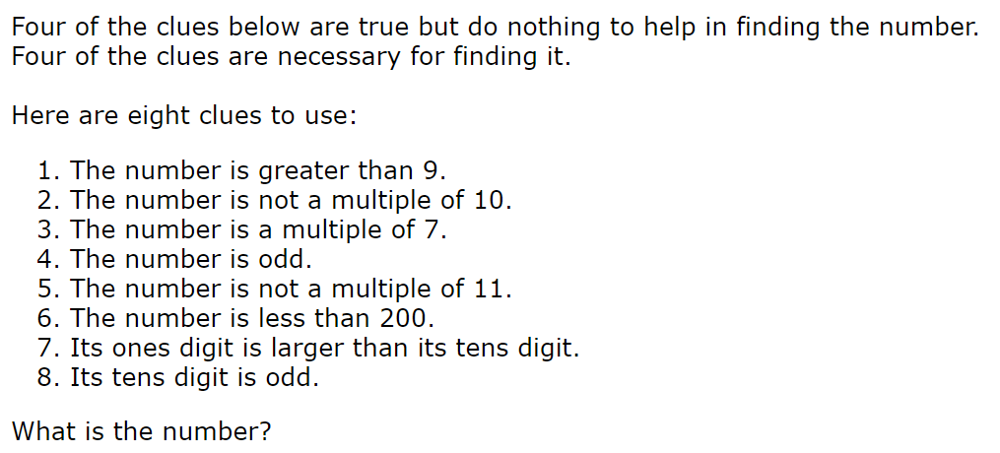 Four of the clues below are true but do nothing to help in finding the number.
Four of the clues are necessary for finding it.
Here are eight clues to use:
1. The number is greater than 9.
2. The number is not a multiple of 10.
3. The number is a multiple of 7.
4. The number is odd.
5. The number is not a multiple of 11.
6. The number is less than 200.
7. Its ones digit is larger than its tens digit.
8. Its tens digit is odd.
What is the number?